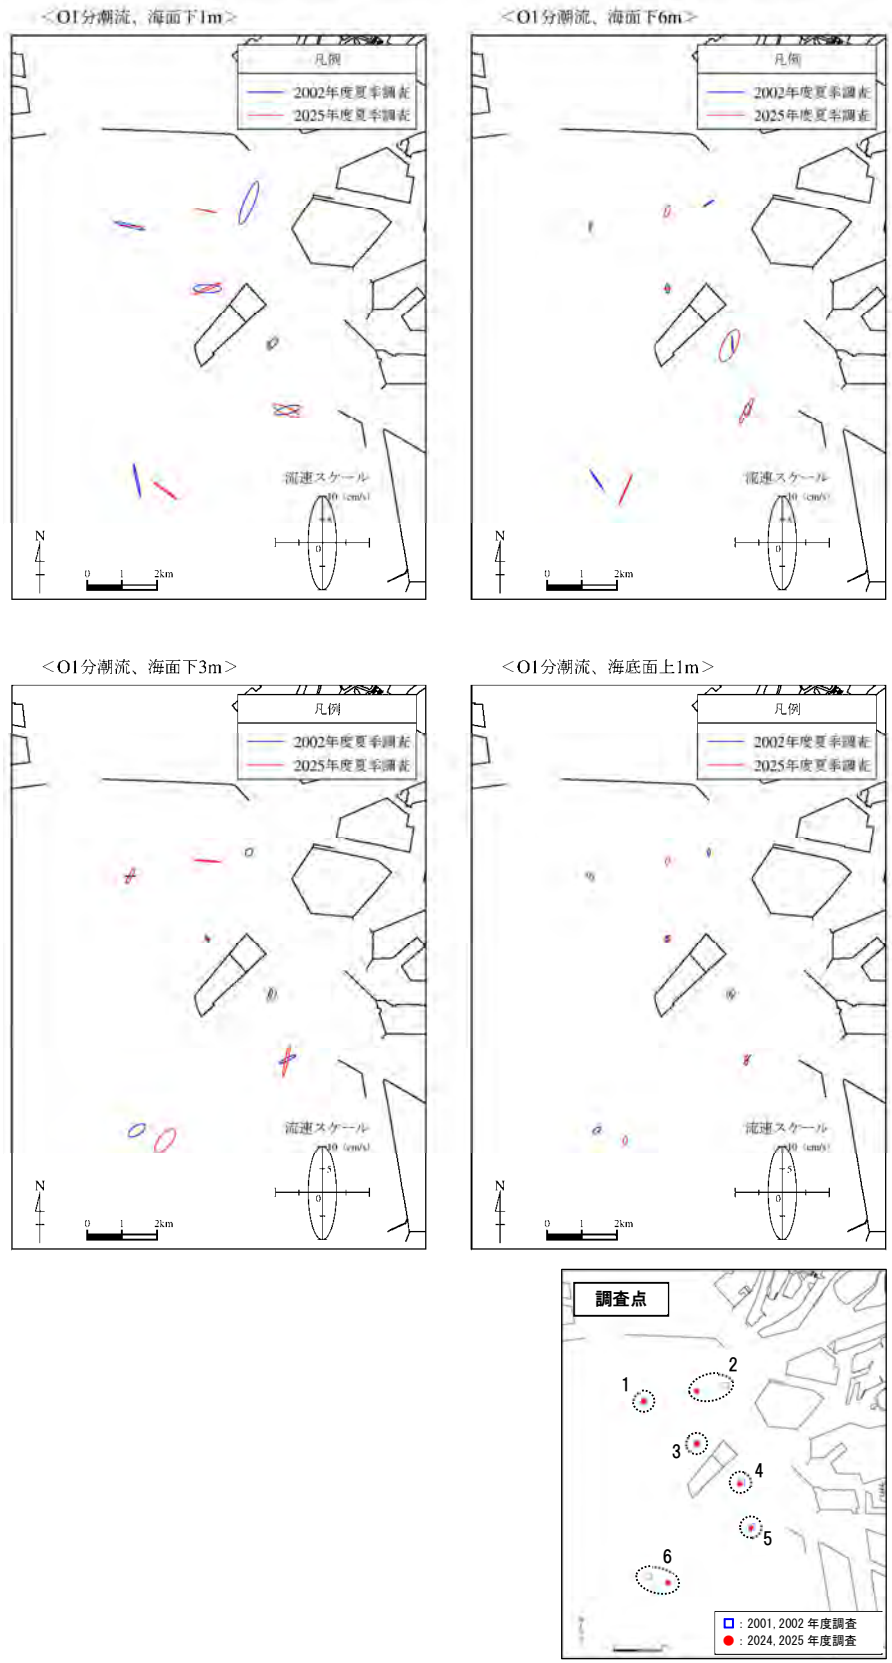 <O1分潮流、海面下1m>
凡例
2002年度夏季調査
2025年度夏季調査
流速スケール
10 (cm/s)
0
N
0 1 2km
<O1分潮流、海面下6m>
凡例
2002年度夏季調査
2025年度夏季調査
流速スケール
10 (cm/s)
0
N
0 1 2km
<O1分潮流、海面下3m>
凡例
2002年度夏季調査
2025年度夏季調査
流速スケール
10 (cm/s)
5
0
N
0 1 2km
<O1分潮流、海底面上1m>
凡例
2002年度夏季調査
2025年度夏季調査
流速スケール
10 (cm/s)
5
0
N
0 1 2km
調査点
1
2
3
4
5
6
:2001,2002 年度調査
:2024,2025 年度調査